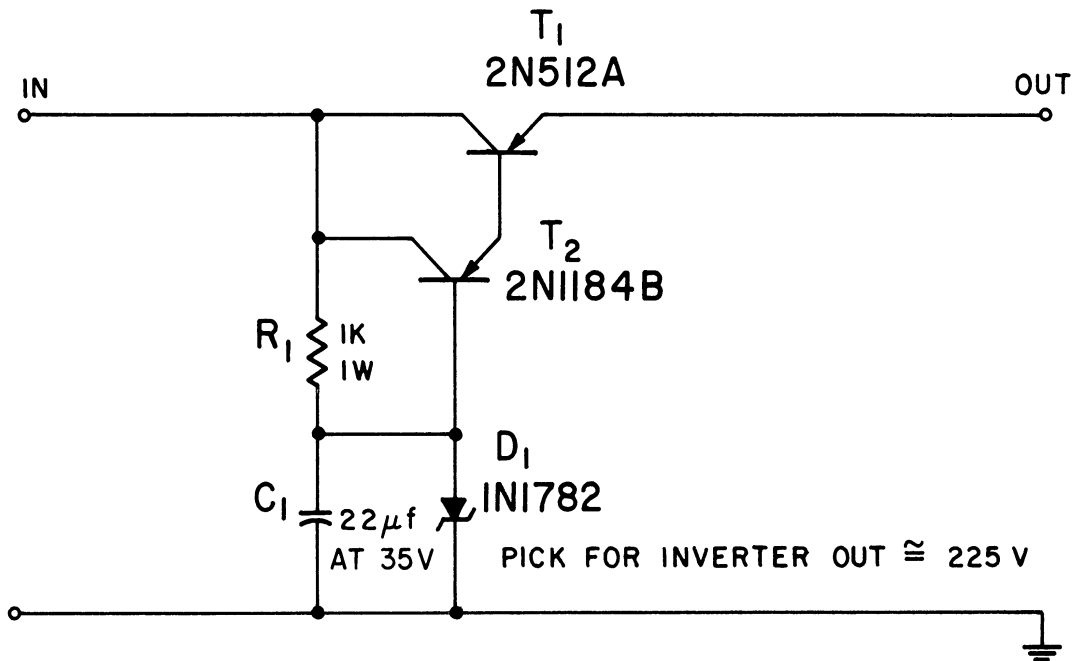 T1
2N512A
IN
OUT
T2
2N1184B
R1
1K
1W
D1
1N1782
C1
22μf
AT 35V
PICK FOR INVERTER OUT ≅ 225 V